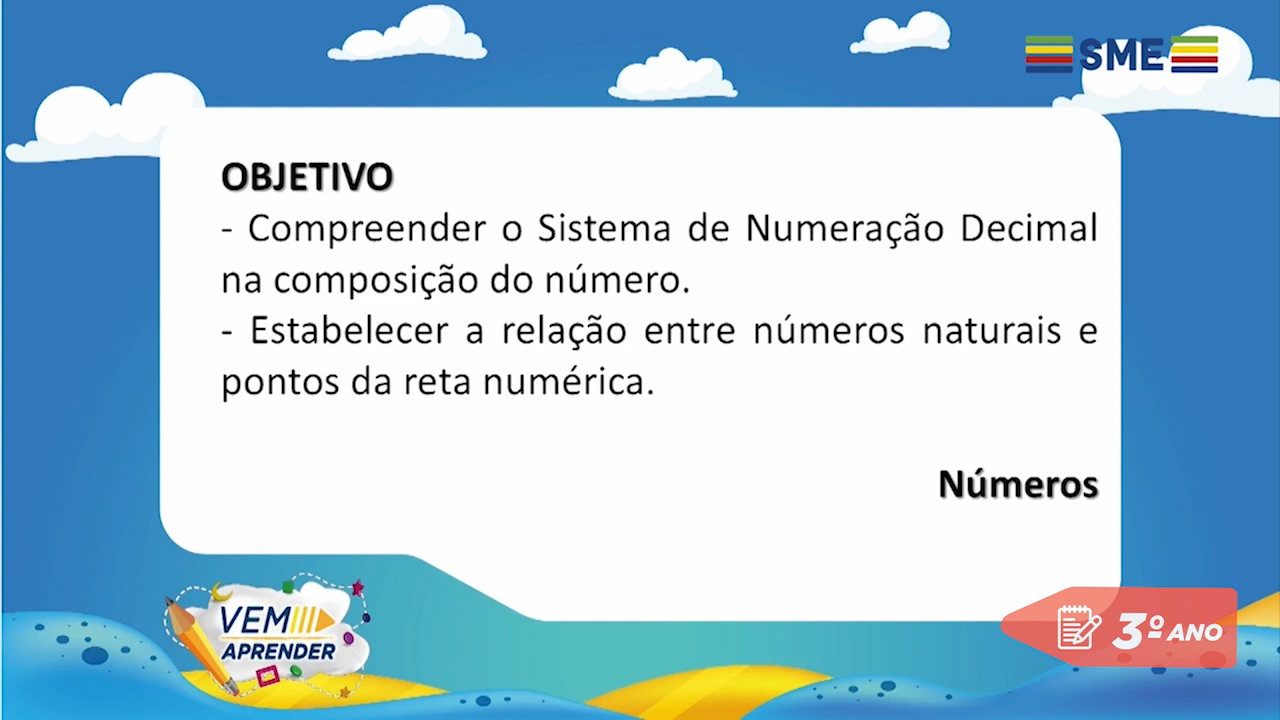 SME
OBJETIVO
- Compreender o Sistema de Numeração Decimal
na composição do número.
- Estabelecer a relação entre números naturais e
pontos da reta numérica.
Números
VEM
APRENDER
3º ANO